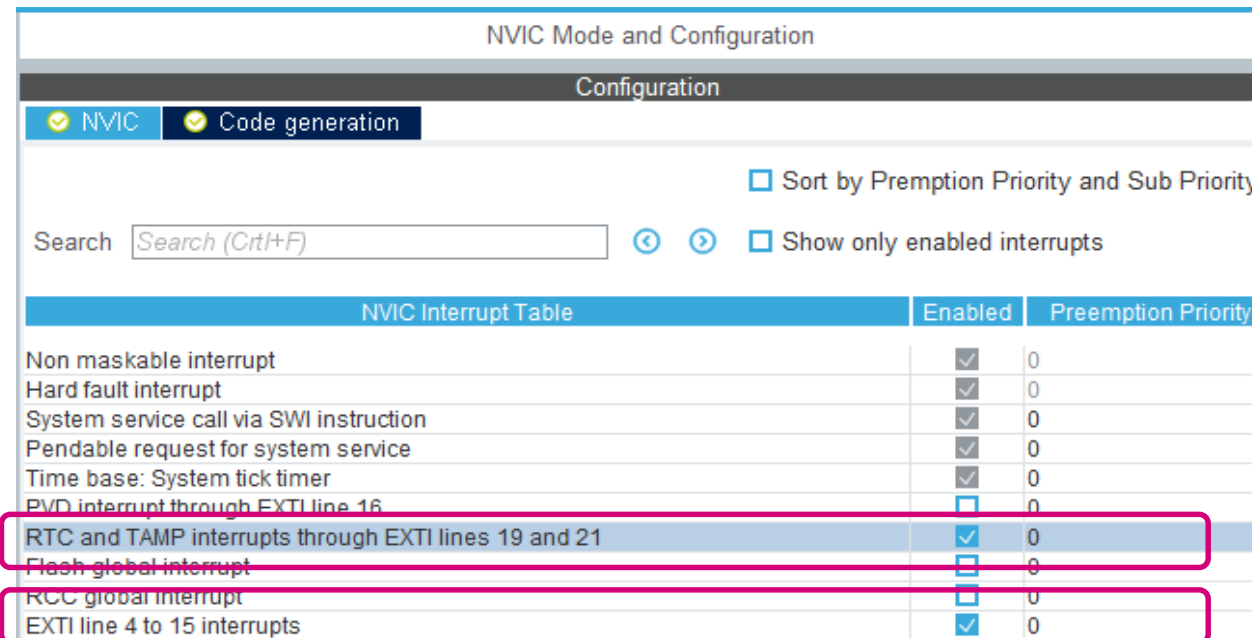 NVIC Mode and Configuration
Configuration
NVIC Code generation
Sort by Premption Priority and Sub Priority
Search Search (Crtl+F) Show only enabled interrupts
NVIC Interrupt Table Enabled Preemption Priority
Non maskable interrupt 0
Hard fault interrupt 0
System service call via SWI instruction 0
Pendable request for system service 0
Time base: System tick timer 0
PVD interrupt through EXTI line 16 0
RTC and TAMP interrupts through EXTI lines 19 and 21 0
Flash global interrupt 0
RCC global interrupt 0
EXTI line 4 to 15 interrupts 0